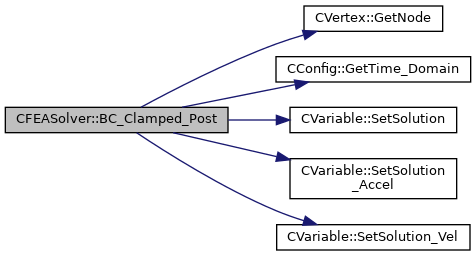 CVertex::GetNode
CConfig::GetTime_Domain
CFEASolver::BC_Clamped_Post
CVariable::SetSolution
CVariable::SetSolution
_Accel
CVariable::SetSolution_Vel